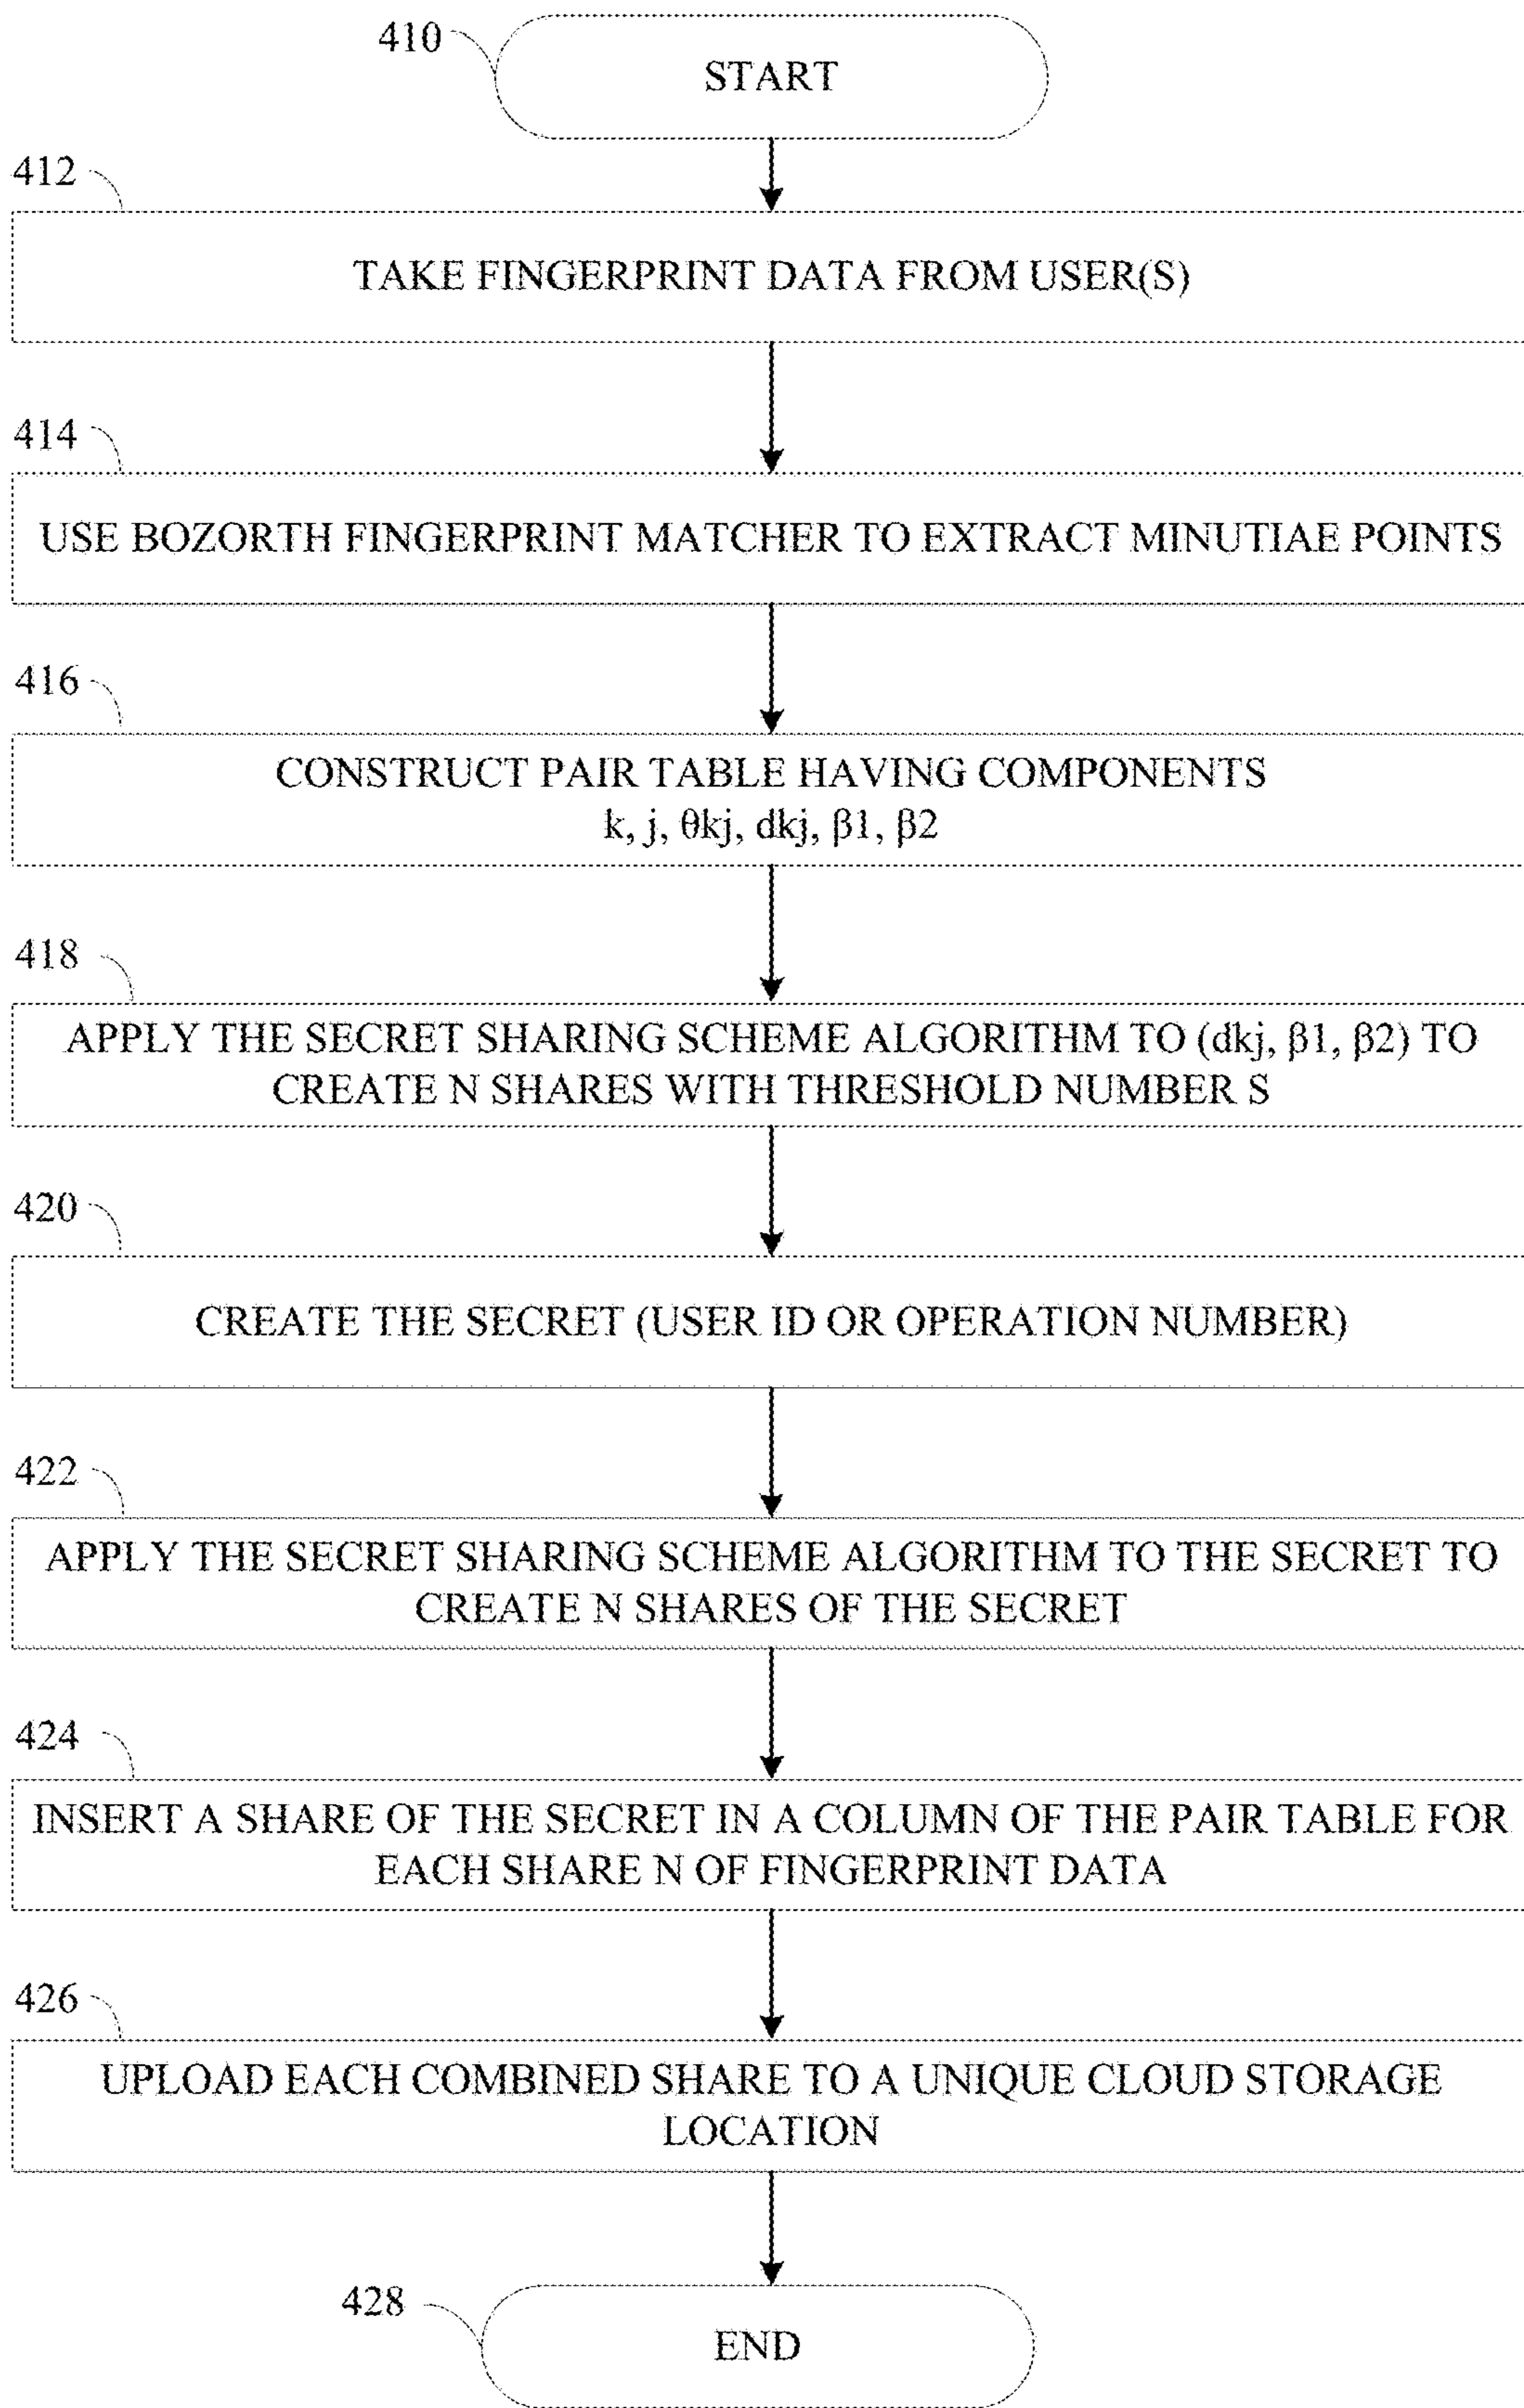 410
START
412
TAKE FINGERPRINT DATA FROM USER(S)
414
USE BOZORTH FINGERPRINT MATCHER TO EXTRACT MINUTIAE POINTS
416
CONSTRUCT PAIR TABLE HAVING COMPONENTS
k, j, θkj, dkj, β1, β2
418
APPLY THE SECRET SHARING SCHEME ALGORITHM TO (dkj, β1, β2) TO
CREATE N SHARES WITH THRESHOLD NUMBER S
420
CREATE THE SECRET (USER ID OR OPERATION NUMBER)
422
APPLY THE SECRET SHARING SCHEME ALGORITHM TO THE SECRET TO
CREATE N SHARES OF THE SECRET
424
INSERT A SHARE OF THE SECRET IN A COLUMN OF THE PAIR TABLE FOR
EACH SHARE N OF FINGERPRINT DATA
426
UPLOAD EACH COMBINED SHARE TO A UNIQUE CLOUD STORAGE
LOCATION
428
END